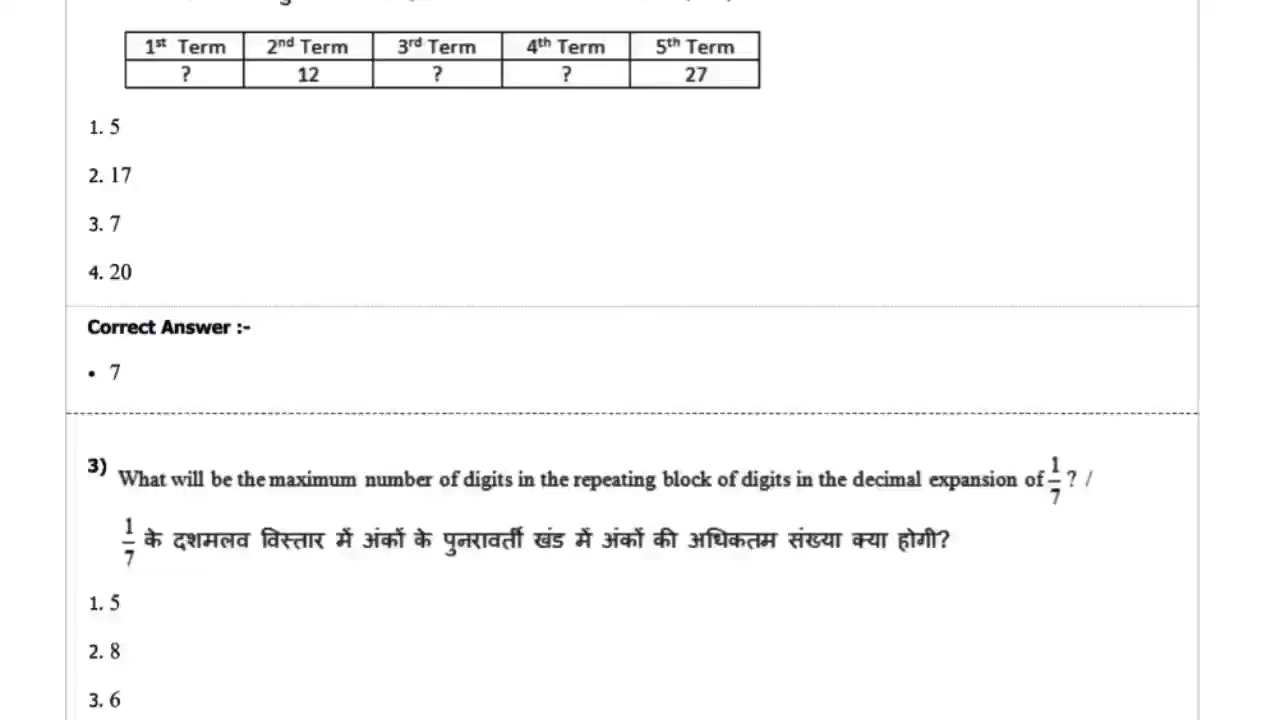 1st Term 2nd Term 3rd Term 4th Term 5th Term
? 12 ? ? 27
1. 5
2. 17
3. 7
4. 20
Correct Answer :-
• 7
3) What will be the maximum number of digits in the repeating block of digits in the decimal expansion of 1/7 ? /
1/7 के दशमलव विस्तार में अंकों के पुनरावर्ती खंड में अंकों की अधिकतम संख्या क्या होगी?
1. 5
2. 8
3. 6